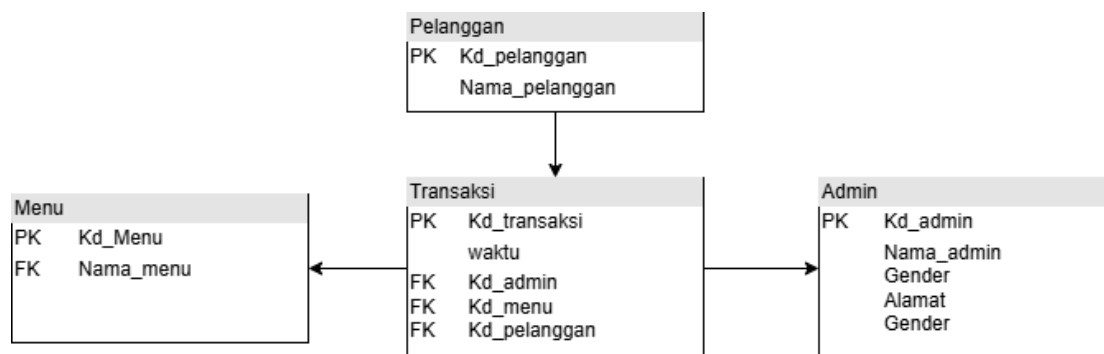 Pelanggan
PK Kd_pelanggan
Nama_pelanggan
Menu
PK Kd_Menu
FK Nama_menu
Transaksi
PK Kd_transaksi
waktu
FK Kd_admin
FK Kd_menu
FK Kd_pelanggan
Admin
PK Kd_admin
Nama_admin
Gender
Alamat
Gender